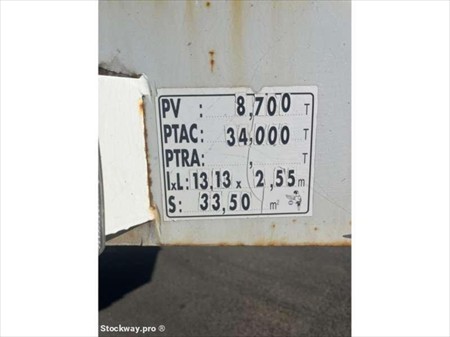 PV : 8,700 T
PTAC: 34,000 T
PTRA: , T
LxL: 13,13 x 2,55 m
S: 33,50 m²
Stockway.pro ®